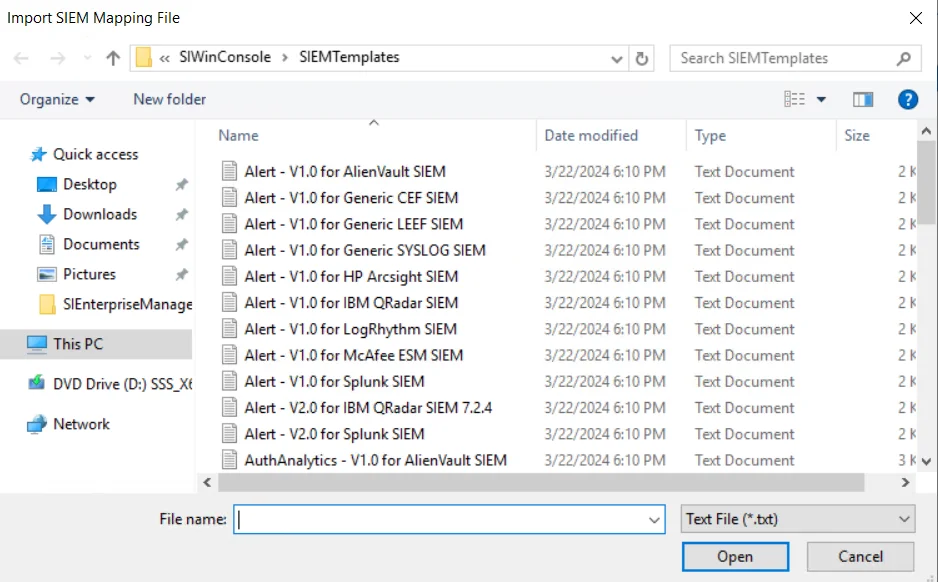 Import SIEM Mapping File
« SIWinConsole › SIEMTemplates
Search SIEMTemplates
Organize
New folder
?
Name Date modified Type Size
Quick access
Desktop
Downloads
Documents
Pictures
SIEnterpriseManage
This PC
DVD Drive (D:) SSS_X6
Network
Alert - V1.0 for AlienVault SIEM 3/22/2024 6:10 PM Text Document 2 K
Alert - V1.0 for Generic CEF SIEM 3/22/2024 6:10 PM Text Document 2 K
Alert - V1.0 for Generic LEEF SIEM 3/22/2024 6:10 PM Text Document 2 K
Alert - V1.0 for Generic SYSLOG SIEM 3/22/2024 6:10 PM Text Document 2 K
Alert - V1.0 for HP Arcsight SIEM 3/22/2024 6:10 PM Text Document 2 K
Alert - V1.0 for IBM QRadar SIEM 3/22/2024 6:10 PM Text Document 2 K
Alert - V1.0 for LogRhythm SIEM 3/22/2024 6:10 PM Text Document 2 K
Alert - V1.0 for McAfee ESM SIEM 3/22/2024 6:10 PM Text Document 2 K
Alert - V1.0 for Splunk SIEM 3/22/2024 6:10 PM Text Document 2 K
Alert - V2.0 for IBM QRadar SIEM 7.2.4 3/22/2024 6:10 PM Text Document 2 K
Alert - V2.0 for Splunk SIEM 3/22/2024 6:10 PM Text Document 2 K
AuthAnalytics - V1.0 for AlienVault SIEM 3/22/2024 6:10 PM Text Document 3 K
File name:
Text File (*.txt)
Open
Cancel